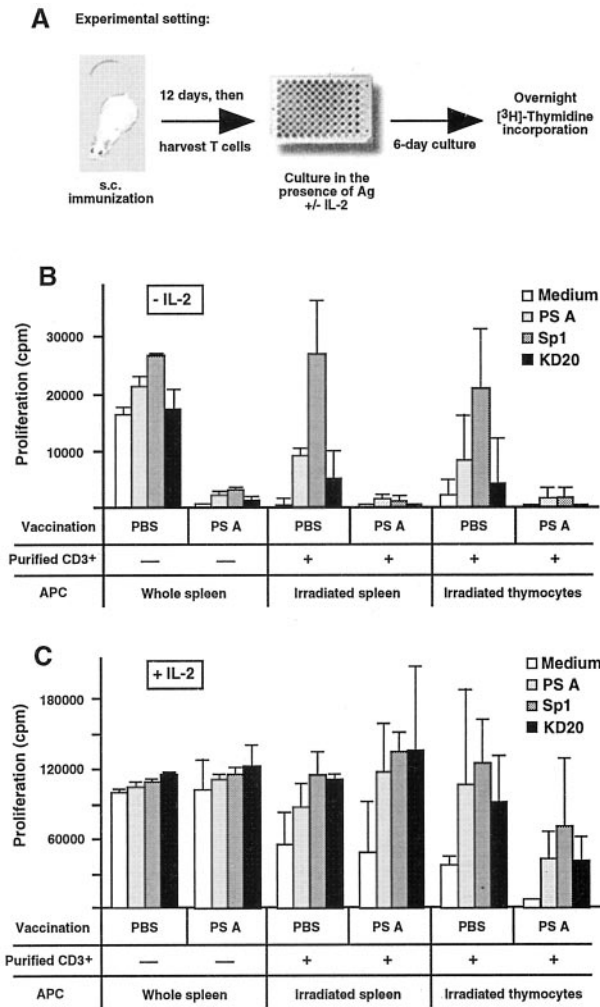 A
Experimental setting:
12 days, then
harvest T cells
s.c.
immunization
Culture in the
presence of Ag
+/- IL-2
6-day culture
Overnight
[³H]-Thymidine
incorporation
B
- IL-2
Medium
PS A
Sp1
KD20
Proliferation (cpm)
30000
20000
10000
Vaccination PBS PS A PBS PS A PBS PS A
Purified CD3+ — — + + + +
APC Whole spleen Irradiated spleen Irradiated thymocytes
C
+ IL-2
Medium
PS A
Sp1
KD20
Proliferation (cpm)
180000
120000
60000
Vaccination PBS PS A PBS PS A PBS PS A
Purified CD3+ — — + + + +
APC Whole spleen Irradiated spleen Irradiated thymocytes